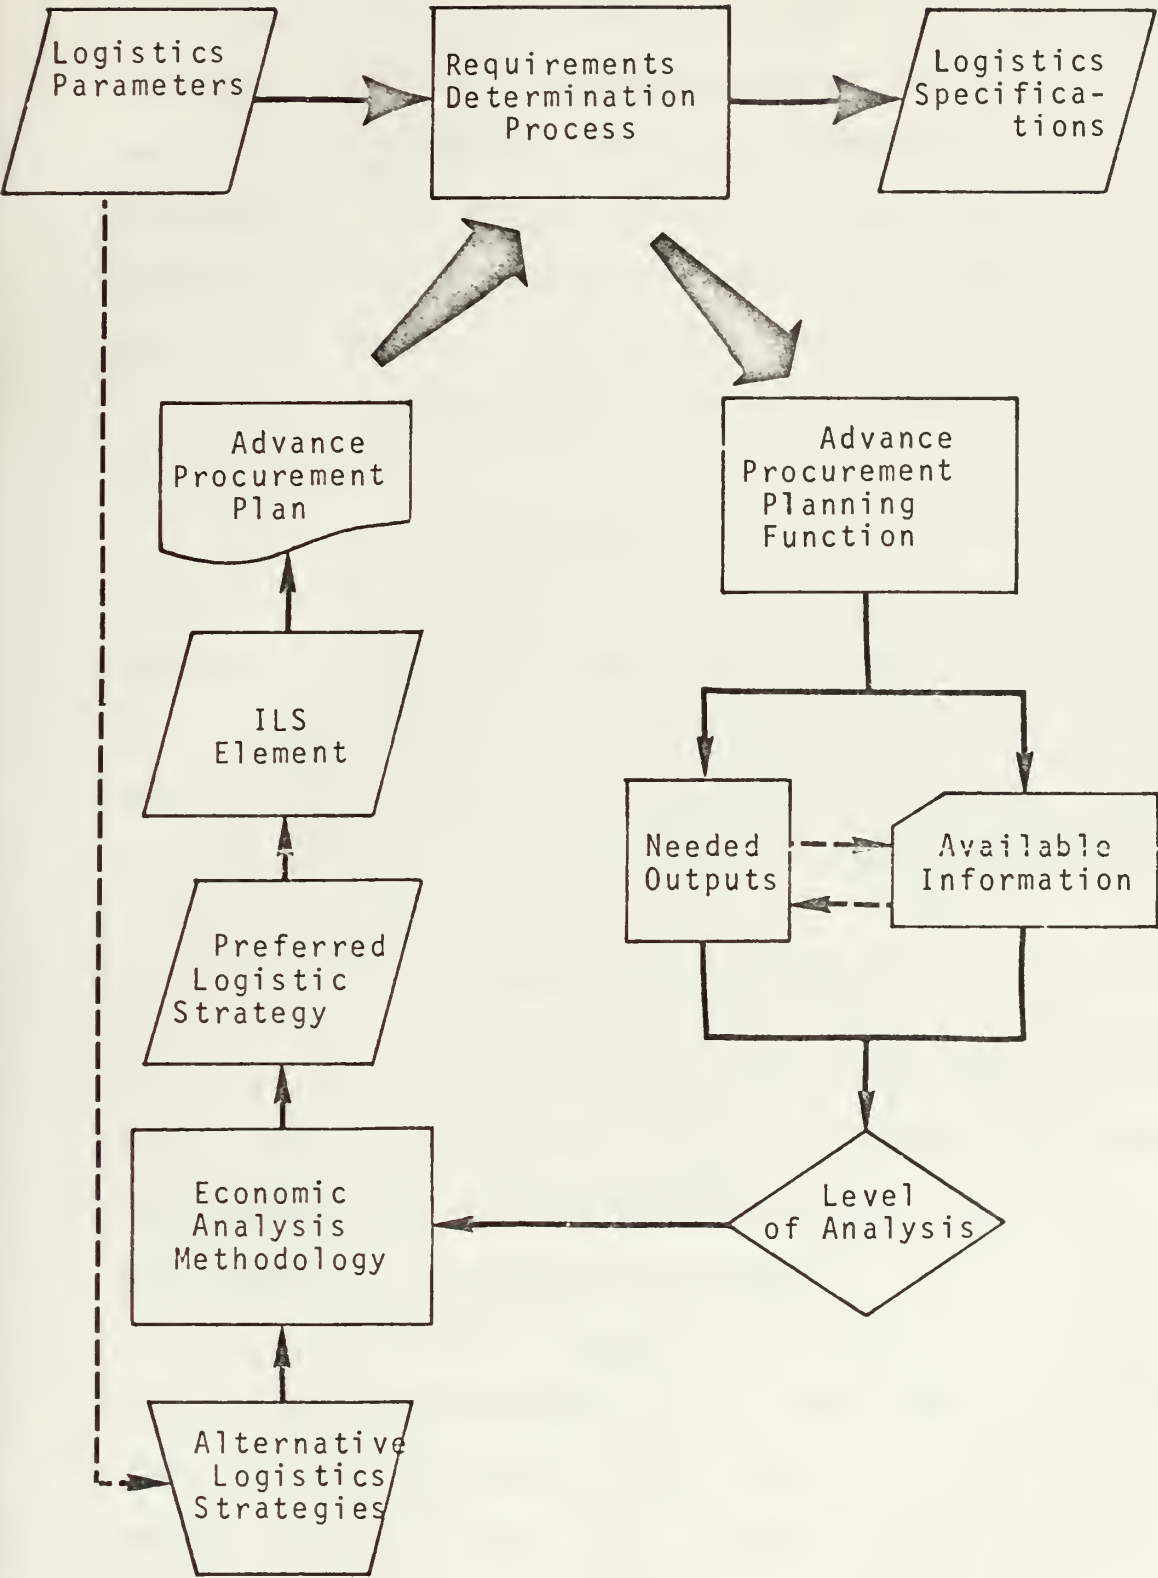 Logistics
Parameters
Requirements
Determination
Process
Logistics
Specifica-
tions
Advance
Procurement
Plan
Advance
Procurement
Planning
Function
ILS
Element
Needed
Outputs
Available
Information
Preferred
Logistic
Strategy
Economic
Analysis
Methodology
Level
of Analysis
Alternative
Logistics
Strategies